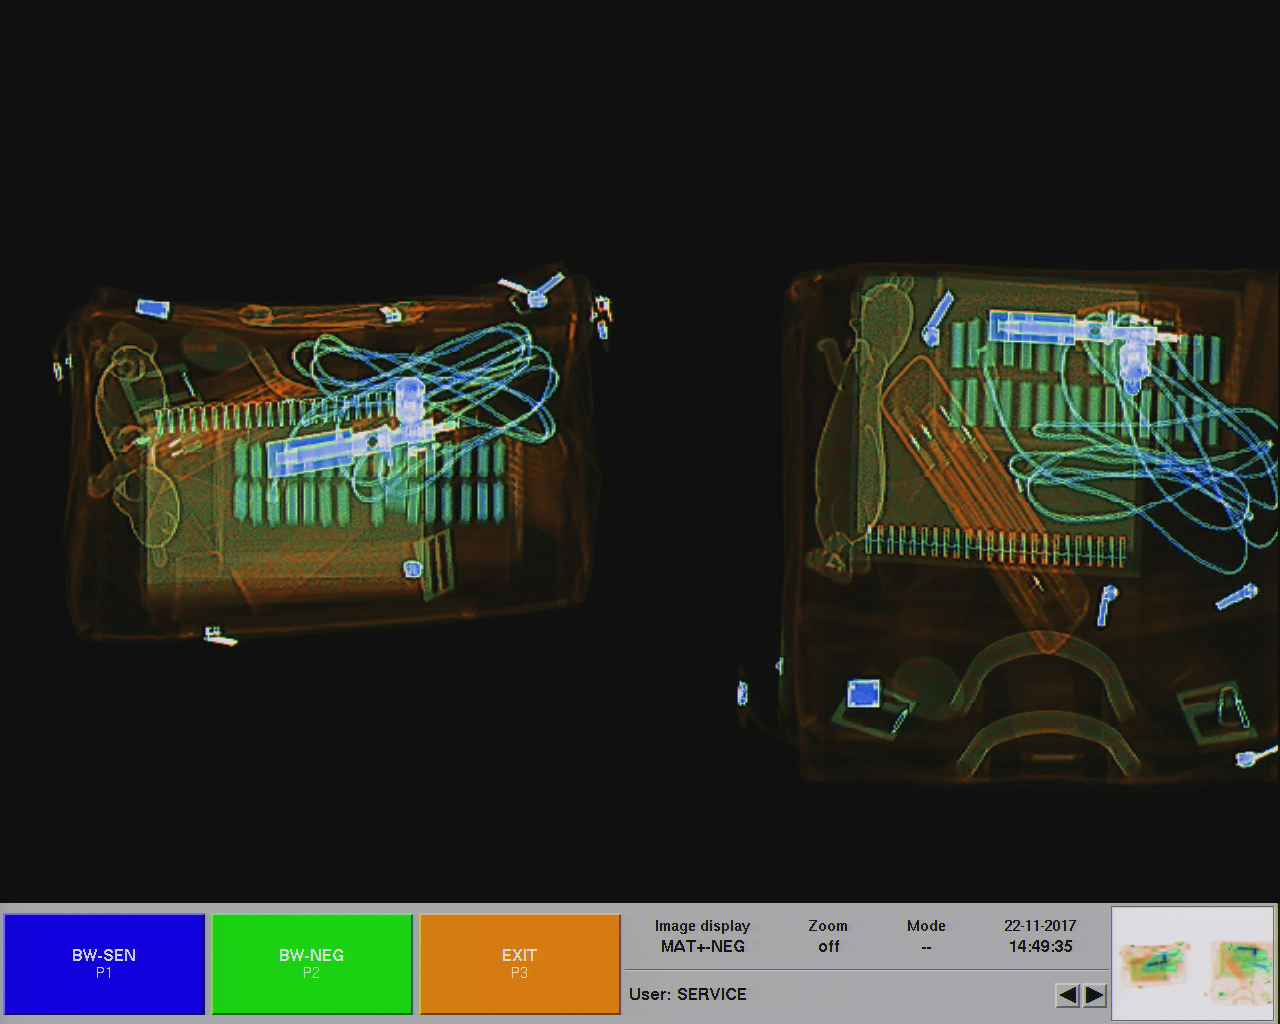 BW-SEN
P1
BW-NEG
P2
EXIT
P3
Image display
MAT+-NEG
Zoom
off
Mode
--
22-11-2017
14:49:35
User: SERVICE